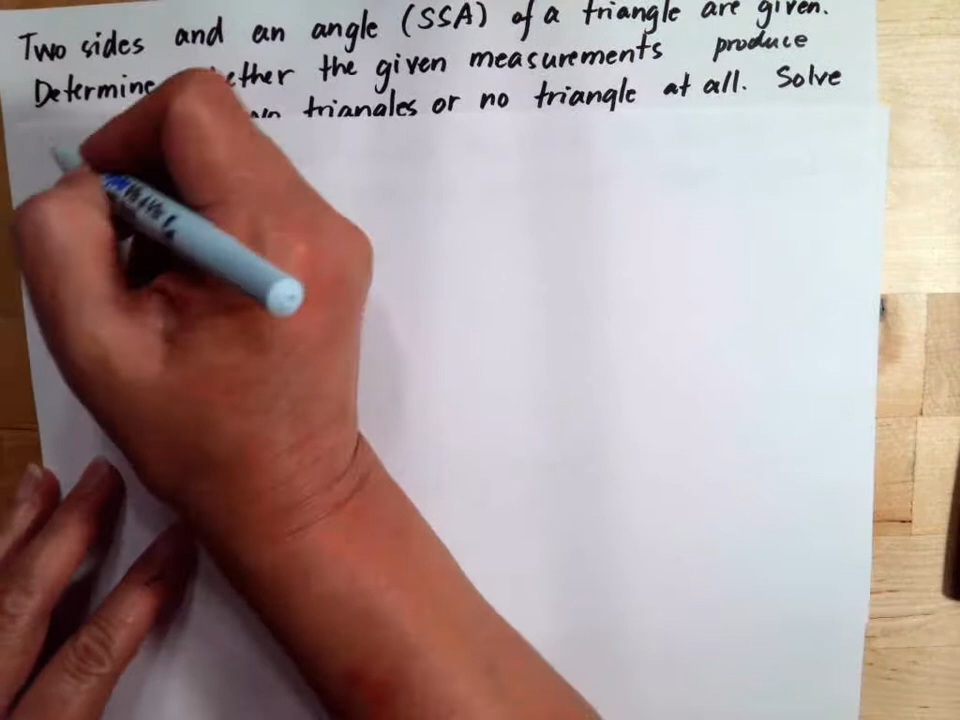 Two sides and an angle (SSA) of a triangle are given.
Determine the given measurements produce
triangles or no triangle at all. Solve